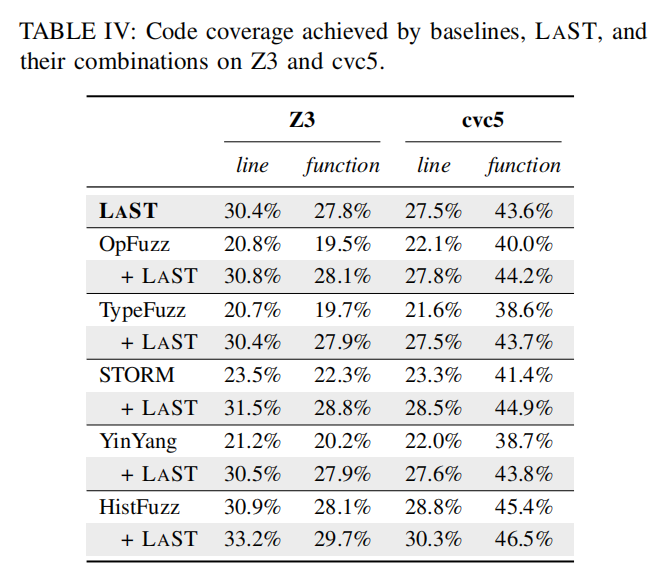 TABLE IV: Code coverage achieved by baselines, LAST, and
their combinations on Z3 and cvc5.
Z3 cvc5
line function line function
LAST 30.4% 27.8% 27.5% 43.6%
OpFuzz 20.8% 19.5% 22.1% 40.0%
+ LAST 30.8% 28.1% 27.8% 44.2%
TypeFuzz 20.7% 19.7% 21.6% 38.6%
+ LAST 30.4% 27.9% 27.5% 43.7%
STORM 23.5% 22.3% 23.3% 41.4%
+ LAST 31.5% 28.8% 28.5% 44.9%
YinYang 21.2% 20.2% 22.0% 38.7%
+ LAST 30.5% 27.9% 27.6% 43.8%
HistFuzz 30.9% 28.1% 28.8% 45.4%
+ LAST 33.2% 29.7% 30.3% 46.5%